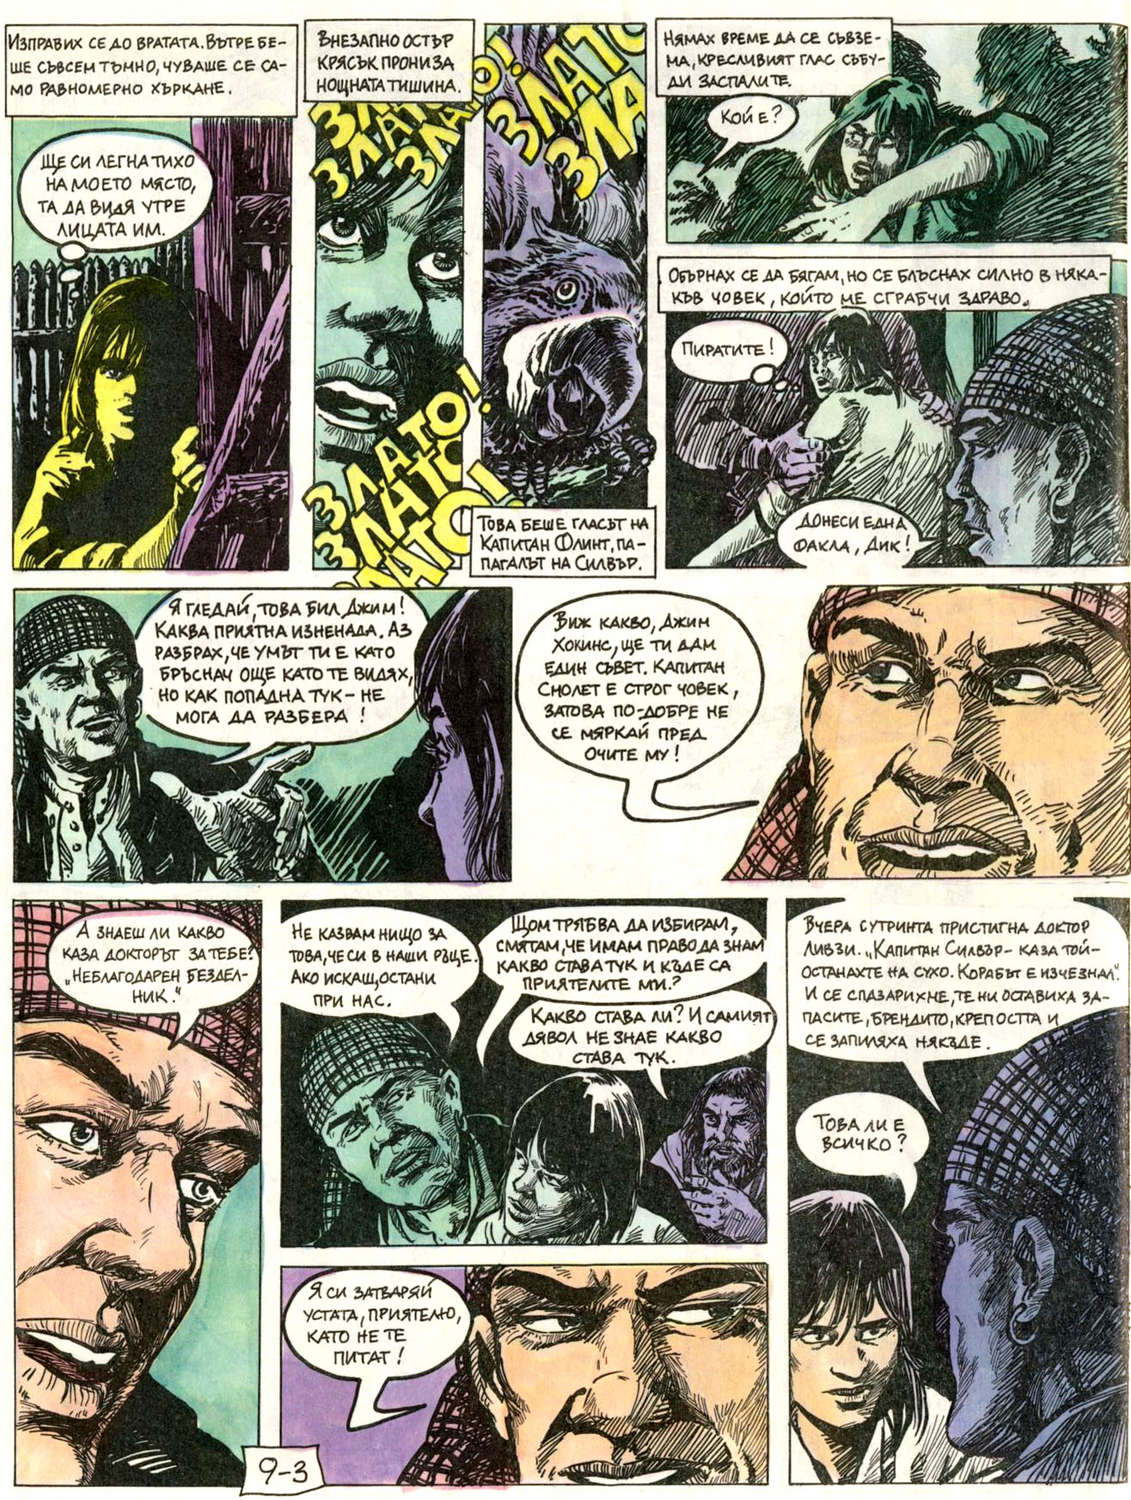 Изправих се до вратата. Вътре бе-
ше съвсем тъмно, чуваше се са-
мо равномерно хъркане.
Ще си легна тихо
на моето място,
та да видя утре
лицата им.
Внезапно остър
крясък прониза
нощната тишина.
Злато!
Злато!
Злато!
Злато!
Злато!
Злато!
Злато!
Злато!
Това беше гласът на
Капитан Флинт, па-
пагалът на Силвър.
Нямах време да се съвзе-
ма, кресливият глас събу-
ди заспалите.
Кой е?
Обърнах се да бягам, но се блъснах силно в няка-
къв човек, който ме сграбчи здраво.
Пиратите!
Донеси една
факла, Дик!
Я гледай, това бил Джим!
Каква приятна изненада. Аз
разбрах, че умът ти е като
бръснач още като те видях,
но как попадна тук – не
мога да разбера!
Виж какво, Джим
Хокинс, ще ти дам
един съвет. Капитан
Смолет е строг човек,
затова по-добре не
се мяркай пред
очите му!
А знаеш ли какво
каза докторът за тебе?
„Неблагодарен бездел-
ник."
Не казвам нищо за
това, че си в наши ръце.
Ако искаш, остани
при нас.
Щом трябва да избирам,
смятам, че имам право да знам
какво става тук и къде са
приятелите ми?
Какво става ли? И самият
дявол не знае какво
става тук.
Я си затваряй
устата, приятелю,
като не те
питат!
Вчера сутринта пристигна доктор
Ливзи. „Капитан Силвър – каза той –
останахте на сухо. Корабът е изчезнал".
И се спазарихме, те ни оставиха за-
пасите, брендито, крепостта и
се запиляха някъде.
Това ли е
всичко?
9-3